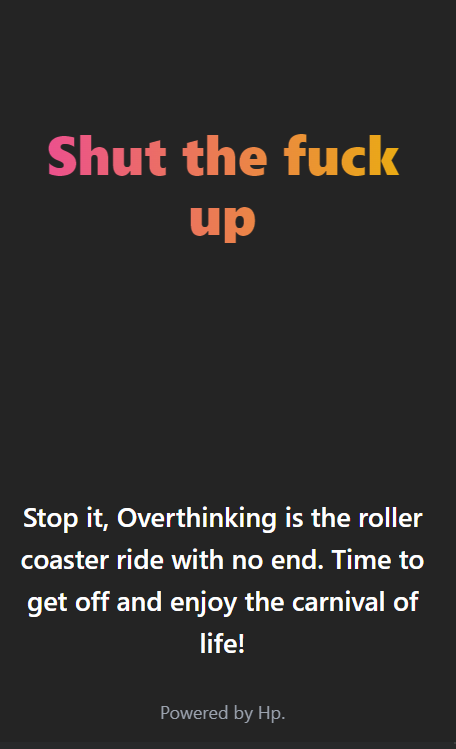 Shut the fuck
up
Stop it, Overthinking is the roller
coaster ride with no end. Time to
get off and enjoy the carnival of
life!
Powered by Hp.